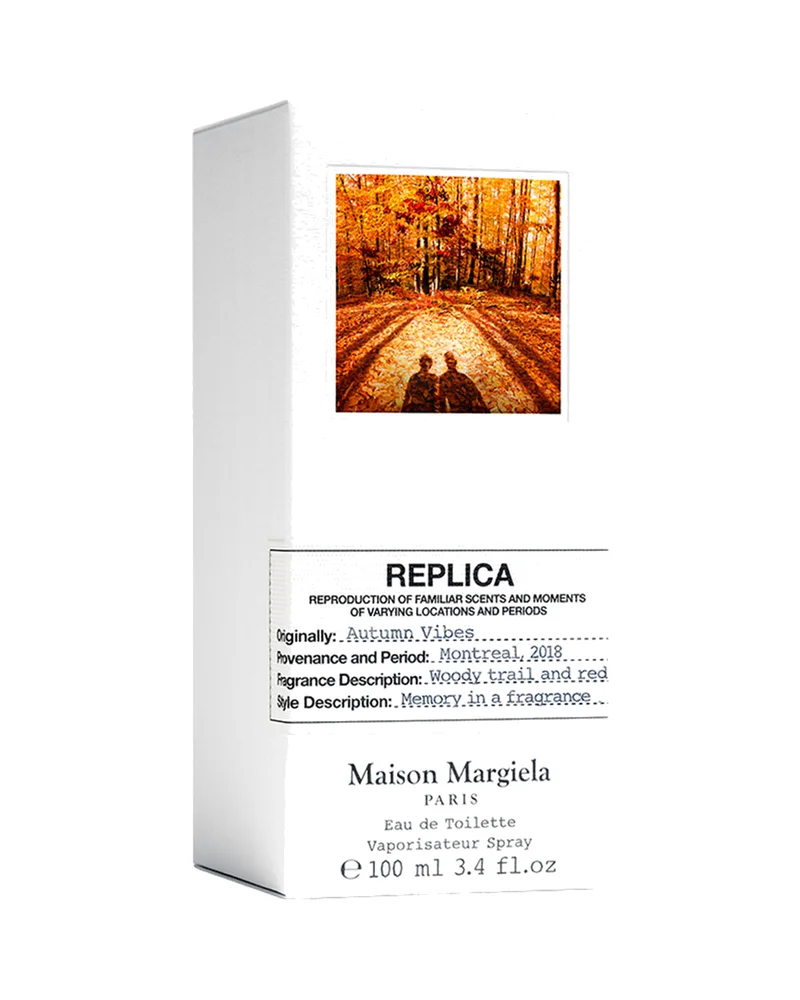 REPLICA
REPRODUCTION OF FAMILIAR SCENTS AND MOMENTS
OF VARYING LOCATIONS AND PERIODS
Originally: Autumn Vibes
Provenance and Period: Montreal, 2018
Fragrance Description: Woody trail and red
Style Description: Memory in a fragrance
Maison Margiela
PARIS
Eau de Toilette
Vaporisateur Spray
℮ 100 ml 3.4 fl.oz